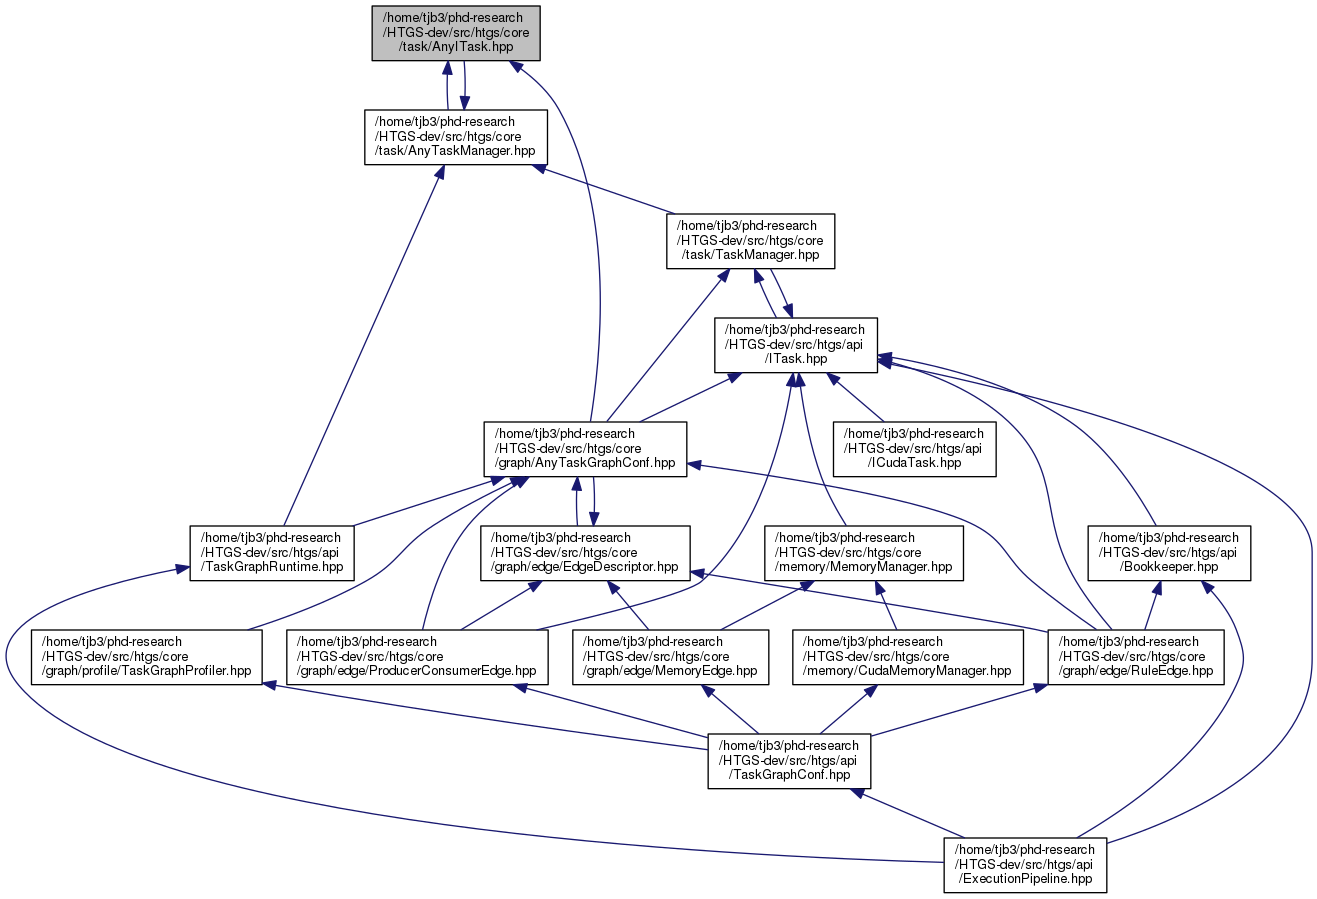 /home/tjb3/phd-research
/HTGS-dev/src/htgs/core
/task/AnyITask.hpp
/home/tjb3/phd-research
/HTGS-dev/src/htgs/core
/task/AnyTaskManager.hpp
/home/tjb3/phd-research
/HTGS-dev/src/htgs/core
/task/TaskManager.hpp
/home/tjb3/phd-research
/HTGS-dev/src/htgs/api
/ITask.hpp
/home/tjb3/phd-research
/HTGS-dev/src/htgs/core
/graph/AnyTaskGraphConf.hpp
/home/tjb3/phd-research
/HTGS-dev/src/htgs/api
/ICudaTask.hpp
/home/tjb3/phd-research
/HTGS-dev/src/htgs/api
/TaskGraphRuntime.hpp
/home/tjb3/phd-research
/HTGS-dev/src/htgs/core
/graph/edge/EdgeDescriptor.hpp
/home/tjb3/phd-research
/HTGS-dev/src/htgs/core
/memory/MemoryManager.hpp
/home/tjb3/phd-research
/HTGS-dev/src/htgs/api
/Bookkeeper.hpp
/home/tjb3/phd-research
/HTGS-dev/src/htgs/core
/graph/profile/TaskGraphProfiler.hpp
/home/tjb3/phd-research
/HTGS-dev/src/htgs/core
/graph/edge/ProducerConsumerEdge.hpp
/home/tjb3/phd-research
/HTGS-dev/src/htgs/core
/graph/edge/MemoryEdge.hpp
/home/tjb3/phd-research
/HTGS-dev/src/htgs/core
/memory/CudaMemoryManager.hpp
/home/tjb3/phd-research
/HTGS-dev/src/htgs/core
/graph/edge/RuleEdge.hpp
/home/tjb3/phd-research
/HTGS-dev/src/htgs/api
/TaskGraphConf.hpp
/home/tjb3/phd-research
/HTGS-dev/src/htgs/api
/ExecutionPipeline.hpp